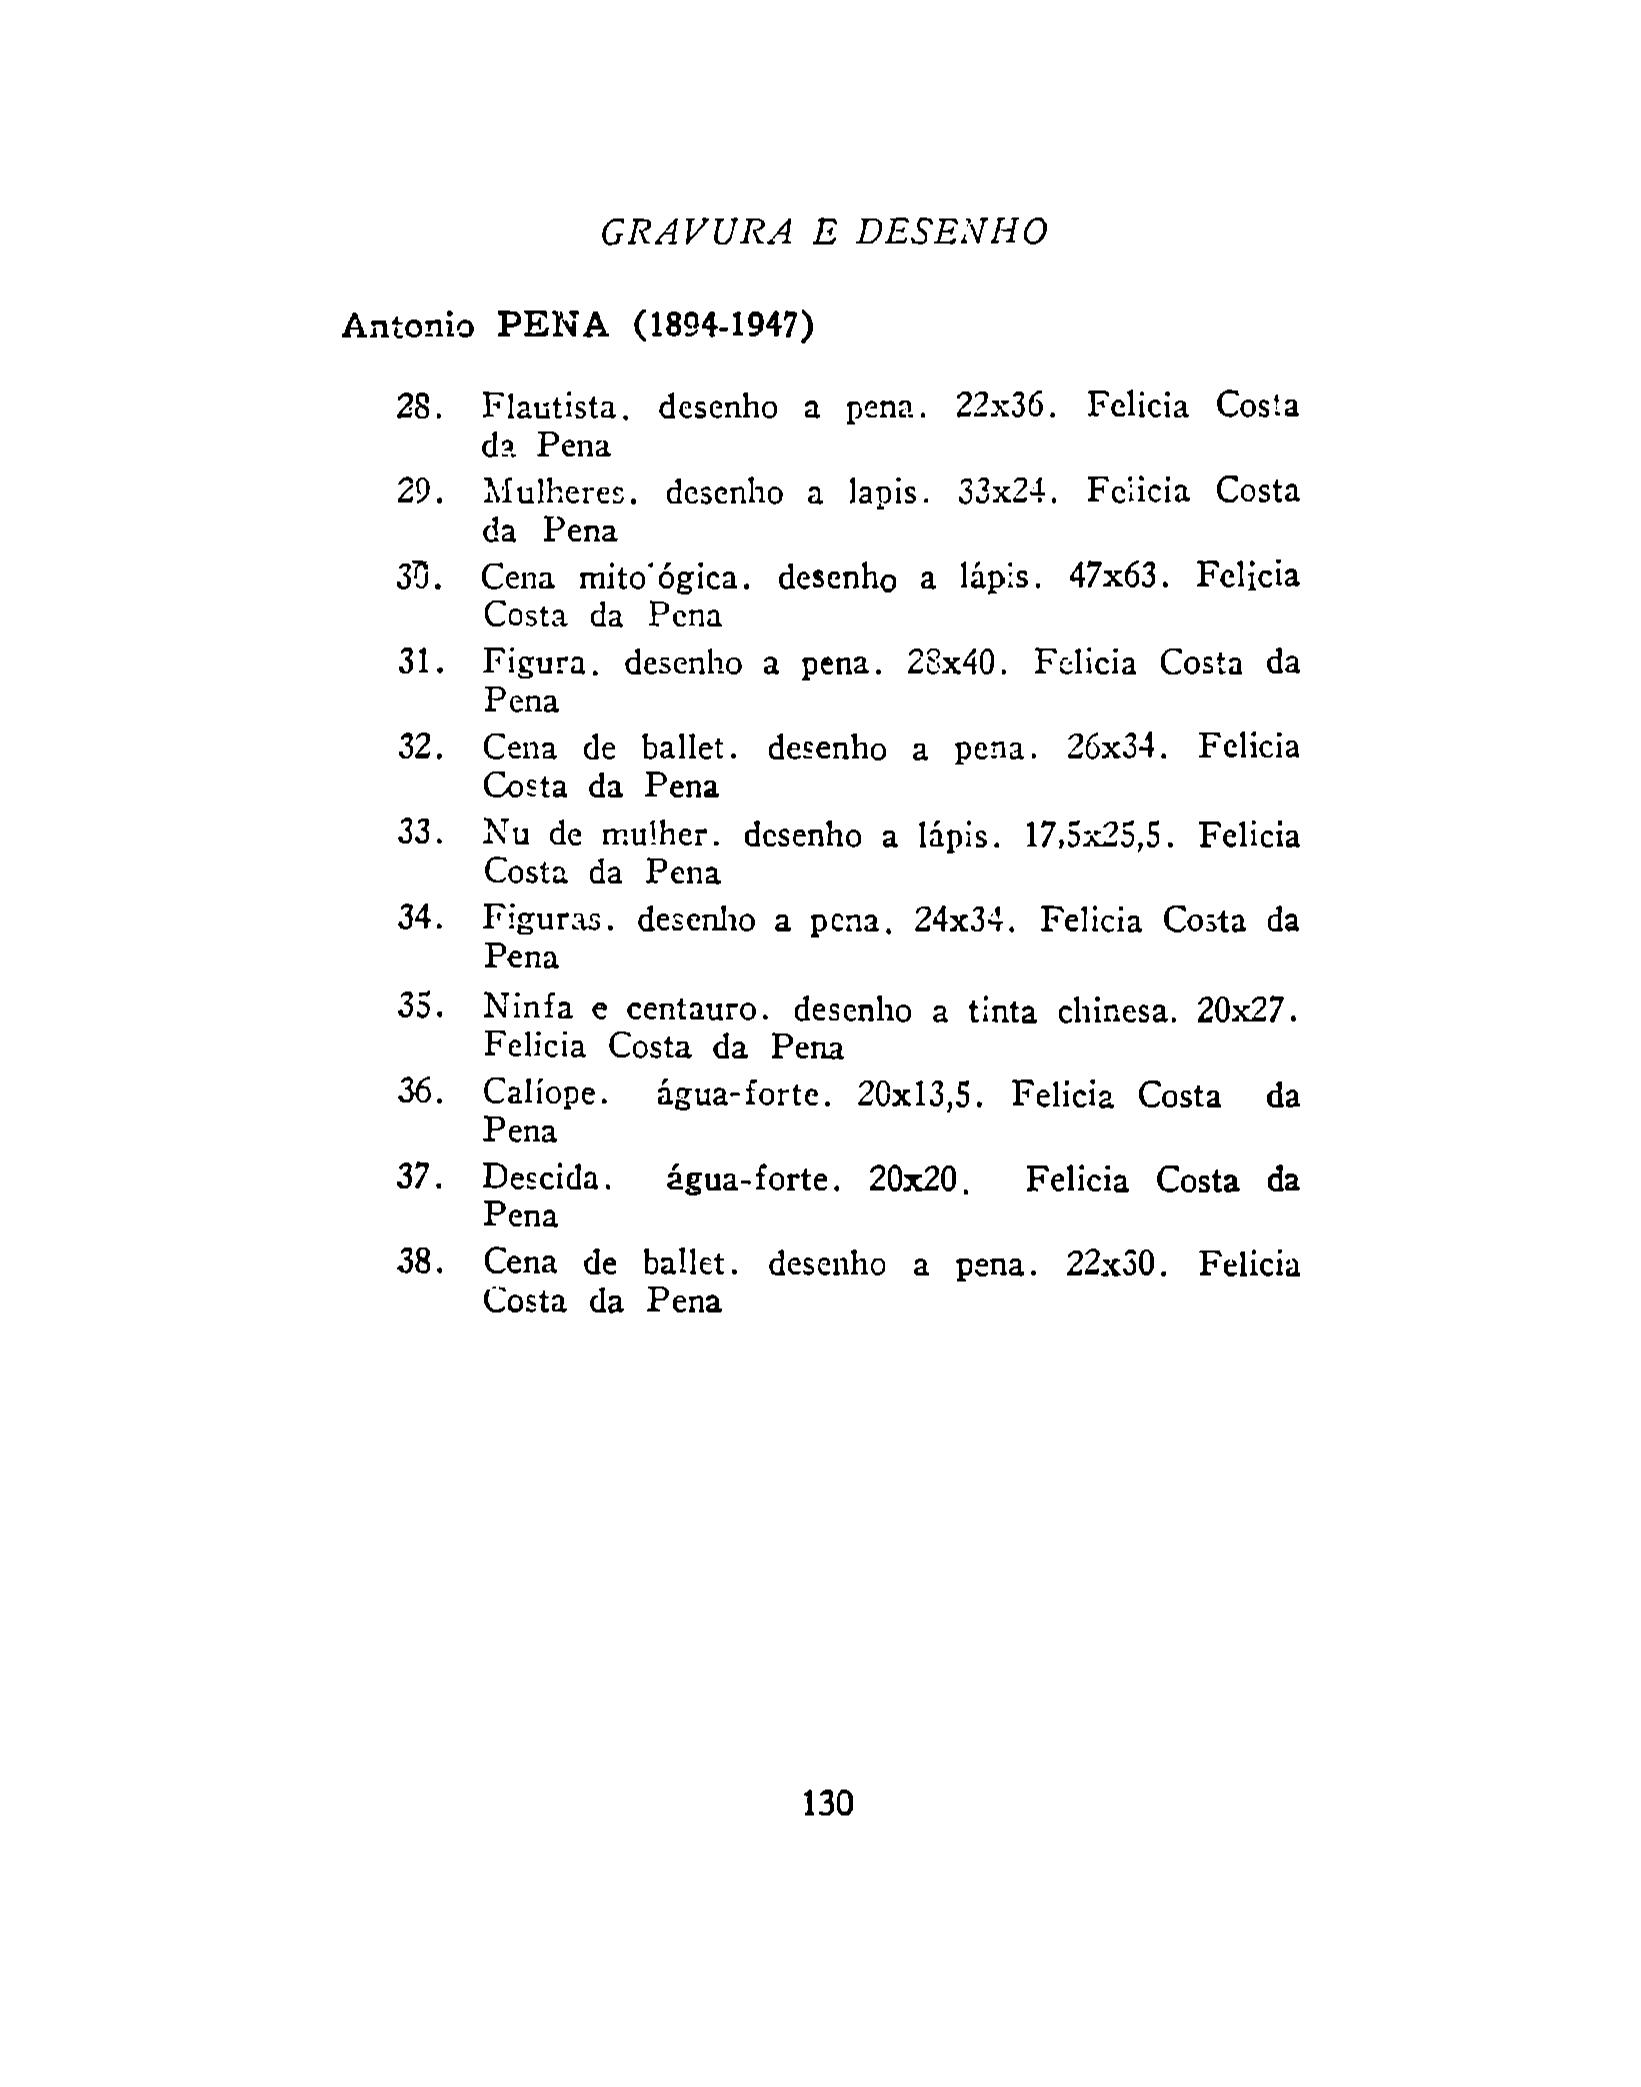 GRAVURA E DESENHO
Antonio PENA (1894-1947)
28. Flautista. desenho a pena. 22x36. Felicia Costa
da Pena
29. Mulheres. desenho a lapis. 33x24. Felicia Costa
da Pena
30. Cena mitológica. desenho a lápis. 47x63. Felicia
Costa da Pena
31. Figura. desenho a pena. 28x40. Felicia Costa da
Pena
32. Cena de ballet. desenho a pena. 26x34. Felicia
Costa da Pena
33. Nu de mulher. desenho a lápis. 17,5x25,5. Felicia
Costa da Pena
34. Figuras. desenho a pena. 24x34. Felicia Costa da
Pena
35. Ninfa e centauro. desenho a tinta chinesa. 20x27.
Felicia Costa da Pena
36. Calíope. água-forte. 20x13,5. Felicia Costa da
Pena
37. Descida. água-forte. 20x20. Felicia Costa da
Pena
38. Cena de ballet. desenho a pena. 22x30. Felicia
Costa da Pena
130